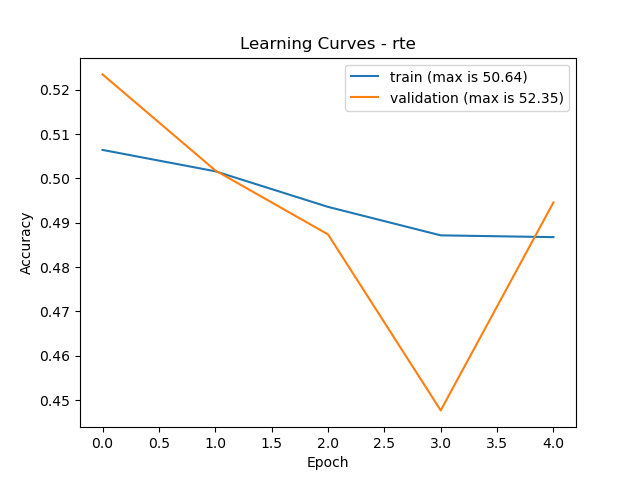 Learning Curves - rte
train (max is 50.64)
validation (max is 52.35)
0.52
0.51
0.50
0.49
0.48
0.47
0.46
0.45
Accuracy
0.0 0.5 1.0 1.5 2.0 2.5 3.0 3.5 4.0
Epoch